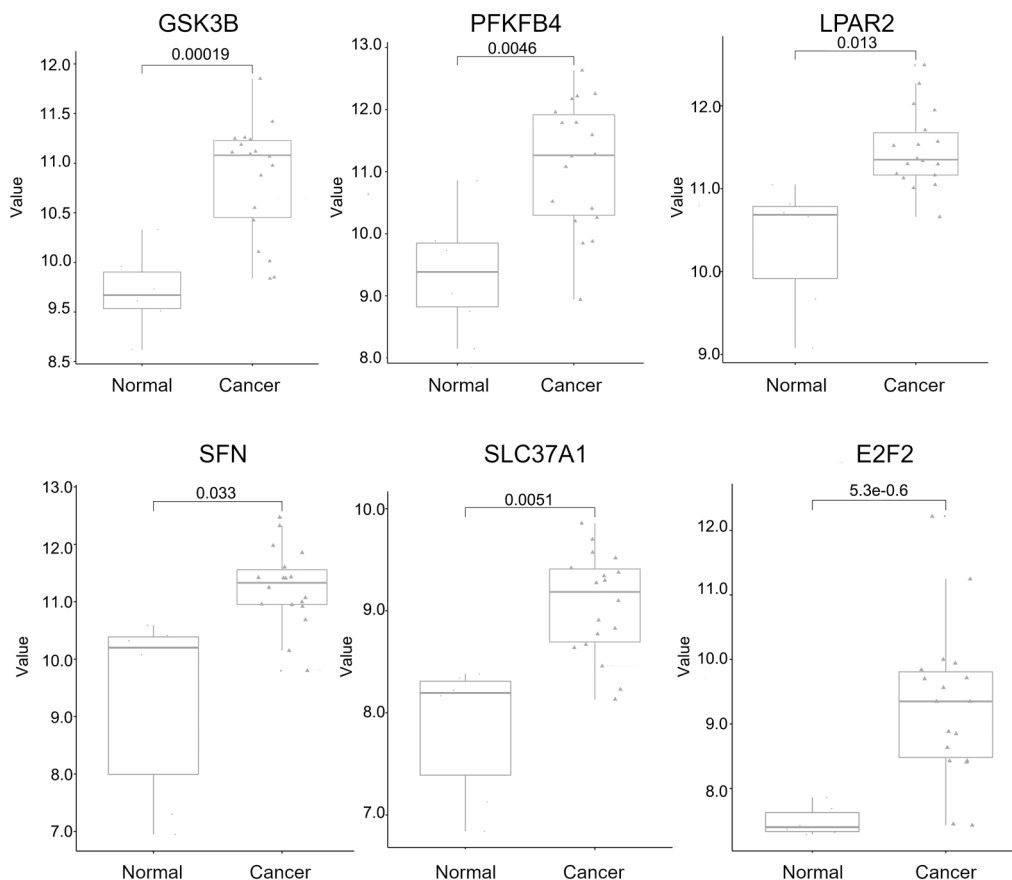 GSK3B
0.00019
Value
12.0
11.5
11.0
10.5
10.0
9.5
8.5
Normal
Cancer
PFKFB4
0.0046
Value
13.0
12.0
11.0
10.0
9.0
8.0
Normal
Cancer
LPAR2
0.013
Value
12.0
11.0
10.0
9.0
Normal
Cancer
SFN
0.033
Value
13.0
12.0
11.0
10.0
9.0
8.0
7.0
Normal
Cancer
SLC37A1
0.0051
Value
10.0
9.0
8.0
7.0
Normal
Cancer
E2F2
5.3e-0.6
Value
12.0
11.0
10.0
9.0
8.0
Normal
Cancer